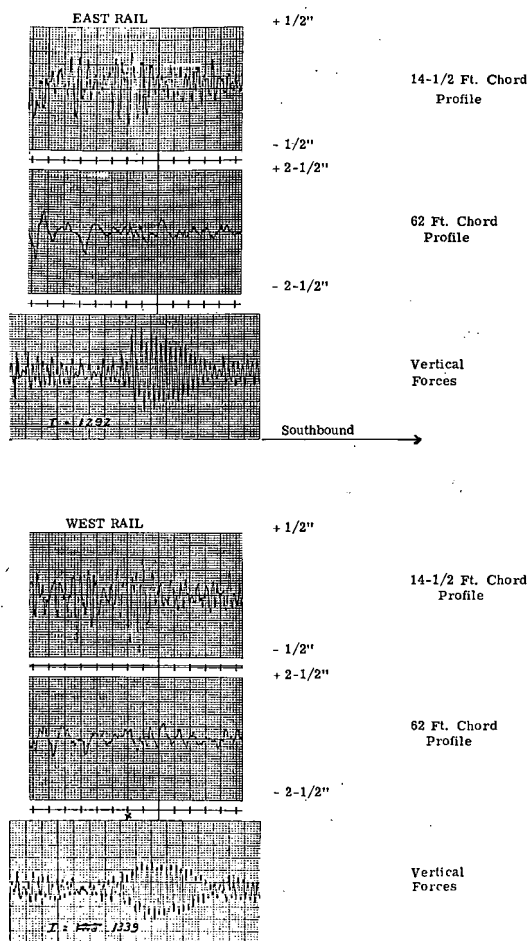 EAST RAIL
+ 1/2"
14-1/2 Ft. Chord
Profile
- 1/2"
+ 2-1/2"
62 Ft. Chord
Profile
- 2-1/2"
Vertical
Forces
I = 1292
Southbound
WEST RAIL
+ 1/2"
14-1/2 Ft. Chord
Profile
- 1/2"
+ 2-1/2"
62 Ft. Chord
Profile
- 2-1/2"
x
Vertical
Forces
I = 1339